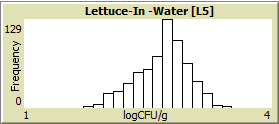 Lettuce-In -Water [L5]
129
Frequency
0
1 logCFU/g 4